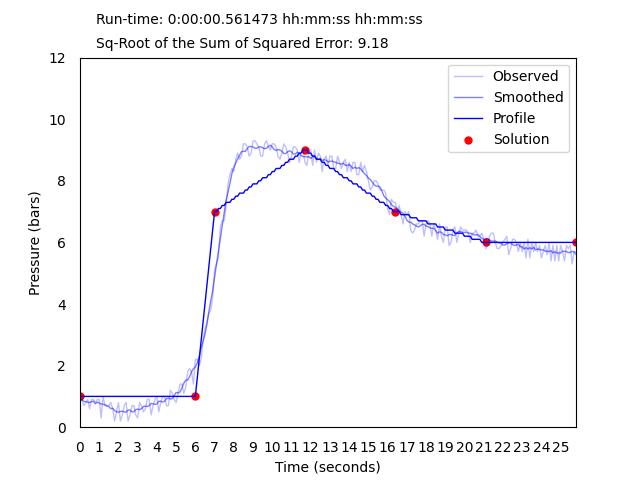 Run-time: 0:00:00.561473 hh:mm:ss hh:mm:ss
Sq-Root of the Sum of Squared Error: 9.18
12
10
8
6
4
2
0
Pressure (bars)
Observed
Smoothed
Profile
Solution
0 1 2 3 4 5 6 7 8 9 10 11 12 13 14 15 16 17 18 19 20 21 22 23 24 25
Time (seconds)